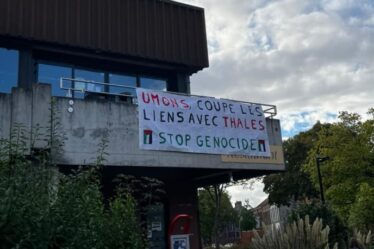 UMONS, COUPE LES
LIENS AVEC THALES
STOP GENOCIDE